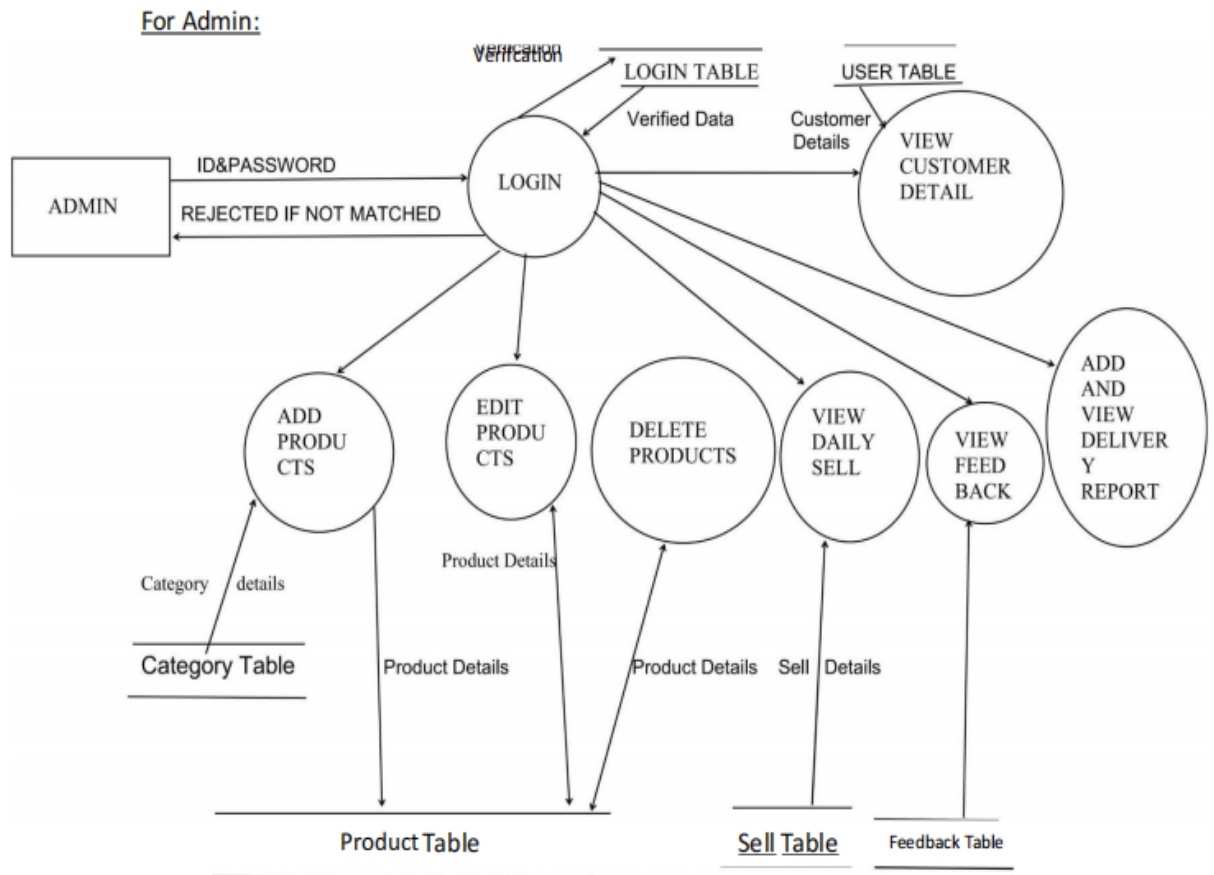 For Admin:
Verifcation
Verifcation
LOGIN TABLE
USER TABLE
Verified Data
Customer
Details
VIEW
CUSTOMER
DETAIL
ID&PASSWORD
LOGIN
ADMIN
REJECTED IF NOT MATCHED
ADD
PRODU
CTS
EDIT
PRODU
CTS
DELETE
PRODUCTS
VIEW
DAILY
SELL
VIEW
FEED
BACK
ADD
AND
VIEW
DELIVER
Y
REPORT
Product Details
Category details
Category Table
Product Details
Product Details
Sell Details
Product Table
Sell Table
Feedback Table